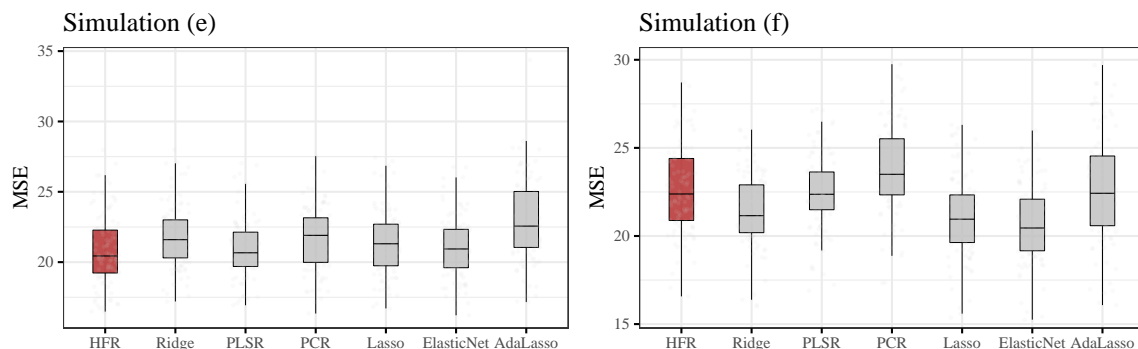 Simulation (e)
35
30
25
20
MSE
HFR Ridge PLSR PCR Lasso ElasticNet AdaLasso
Simulation (f)
30
25
20
15
MSE
HFR Ridge PLSR PCR Lasso ElasticNet AdaLasso